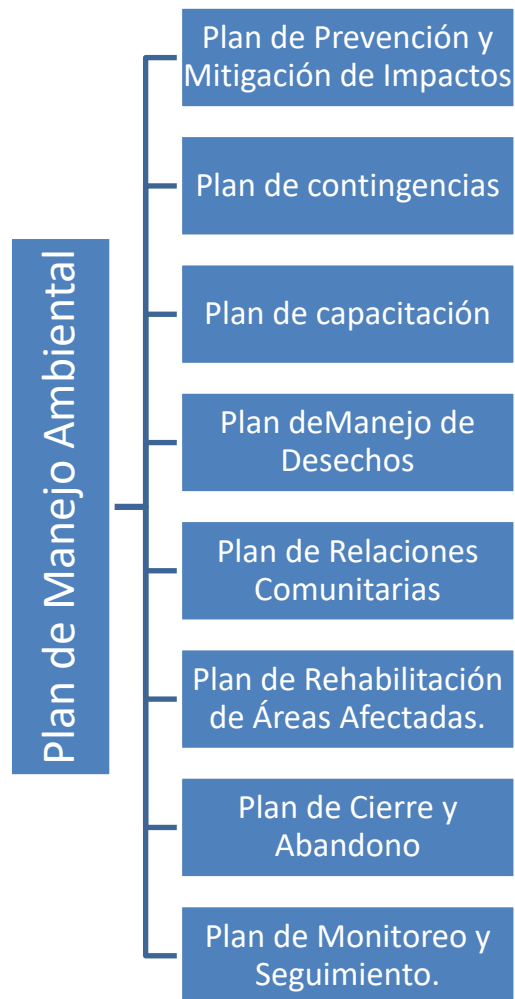 Plan de Manejo Ambiental
Plan de Prevención y
Mitigación de Impactos
Plan de contingencias
Plan de capacitación
Plan deManejo de
Desechos
Plan de Relaciones
Comunitarias
Plan de Rehabilitación
de Áreas Afectadas.
Plan de Cierre y
Abandono
Plan de Monitoreo y
Seguimiento.